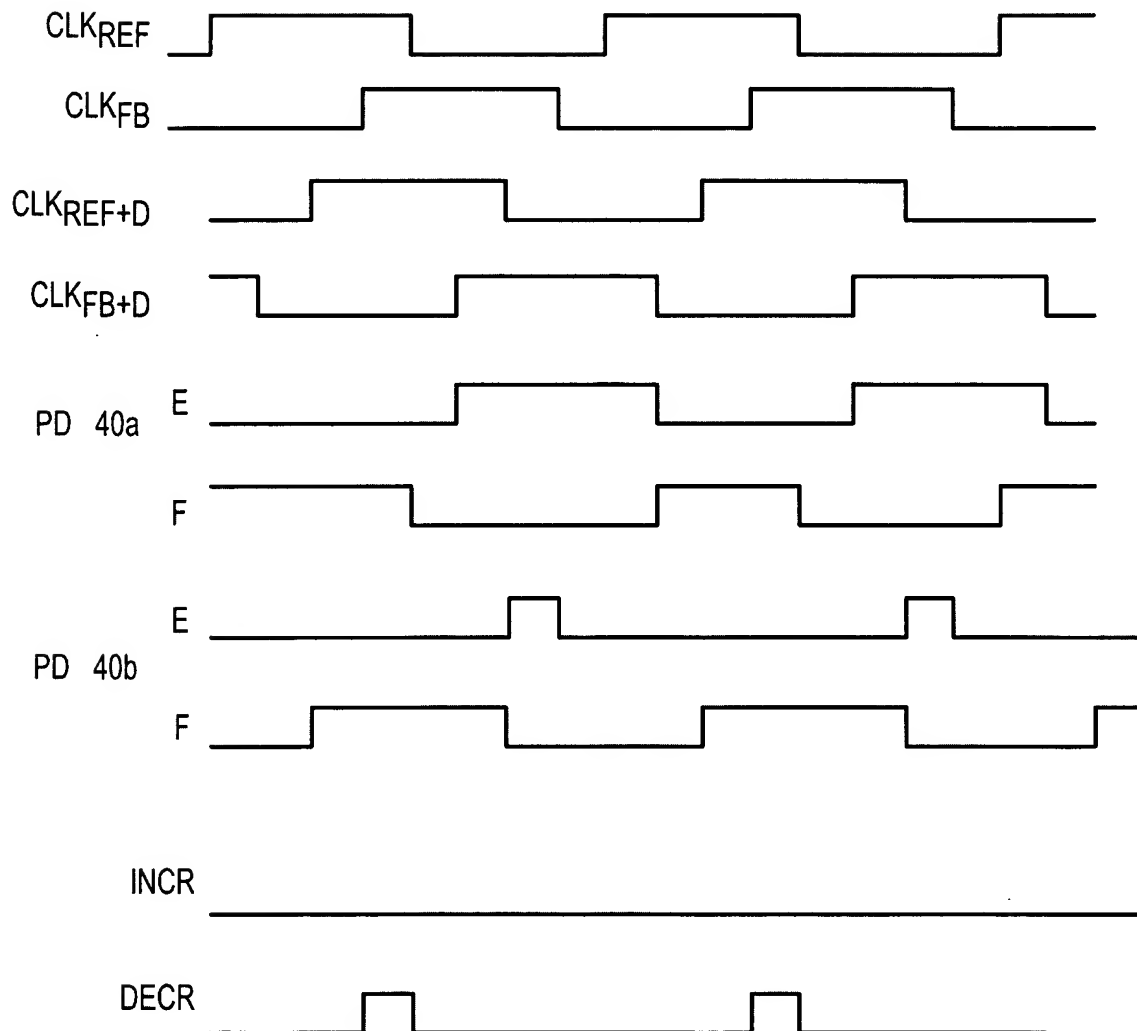 CLKREF
CLKFB
CLKREF+D
CLKFB+D
E
PD 40a
F
E
PD 40b
F
INCR
DECR